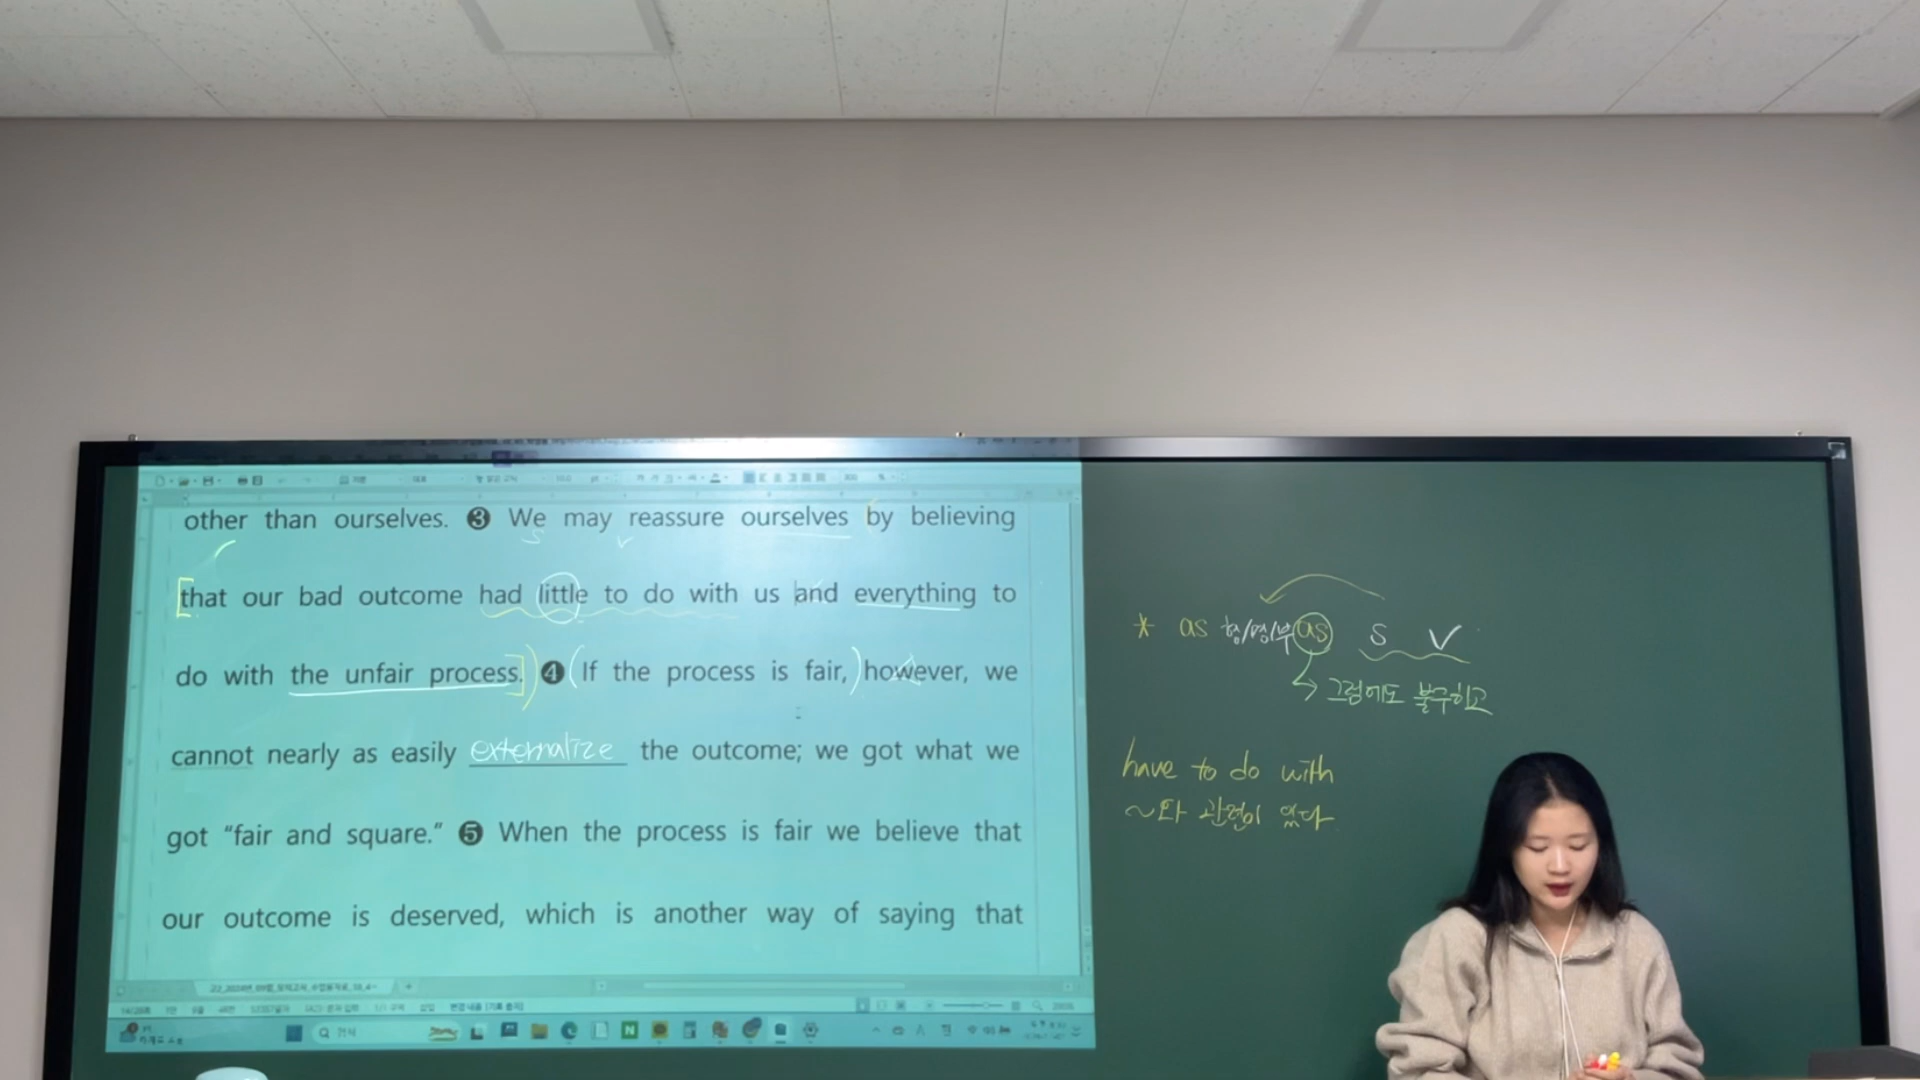 other than ourselves. ❸ We may reassure ourselves by believing
S V
[that our bad outcome had little to do with us and everything to
do with the unfair process.]) ❹ (If the process is fair,) however, we
cannot nearly as easily externalize the outcome; we got what we
got “fair and square.” ❺ When the process is fair we believe that
our outcome is deserved, which is another way of saying that
* as 형/명/부 as S V
그럼에도 불구하고
have to do with
~와 관련이 있다
검색